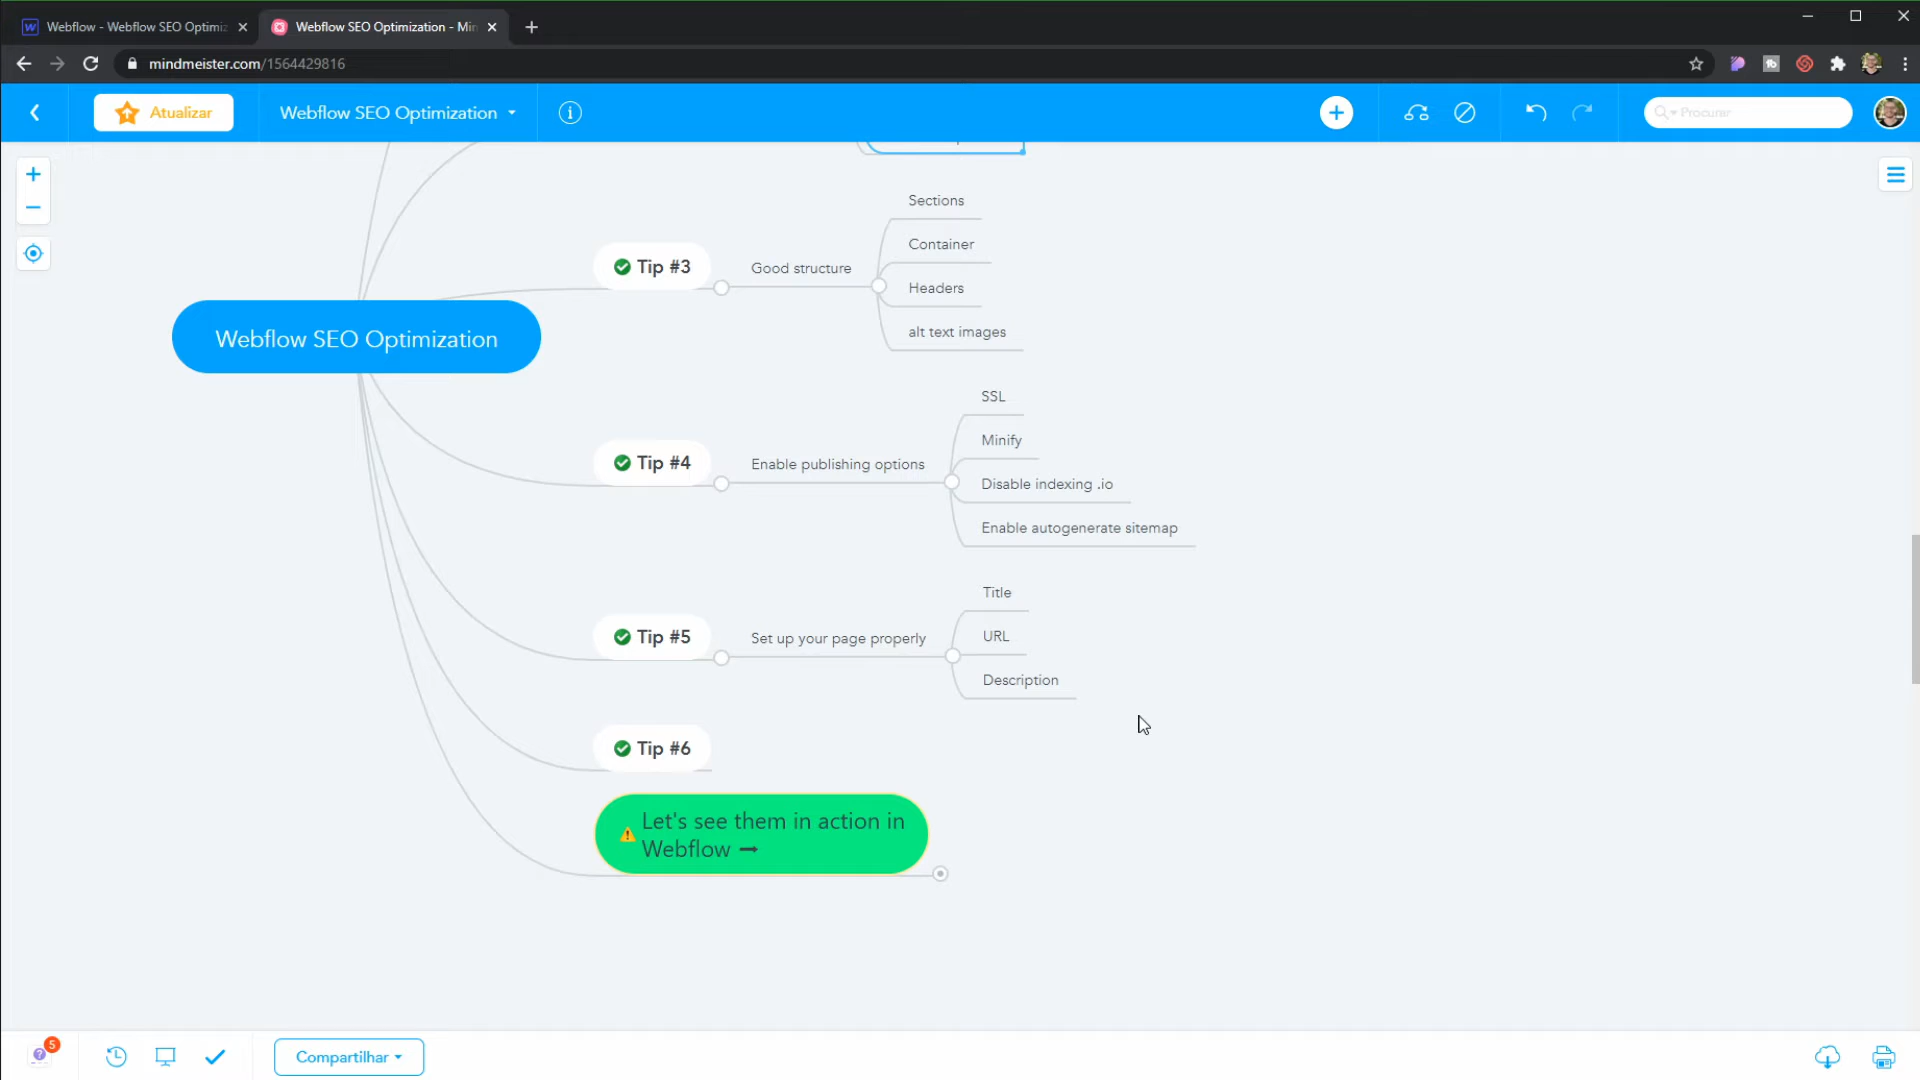 Webflow - Webflow SEO Optimiz
Webflow SEO Optimization - Min
mindmeister.com/1564429816
Atualizar
Webflow SEO Optimization
Procurar
Sections
Container
Headers
alt text images
Tip #3
Good structure
Webflow SEO Optimization
SSL
Minify
Disable indexing .io
Enable autogenerate sitemap
Tip #4
Enable publishing options
Title
URL
Description
Tip #5
Set up your page properly
Tip #6
Let's see them in action in
Webflow ➞
5
Compartilhar